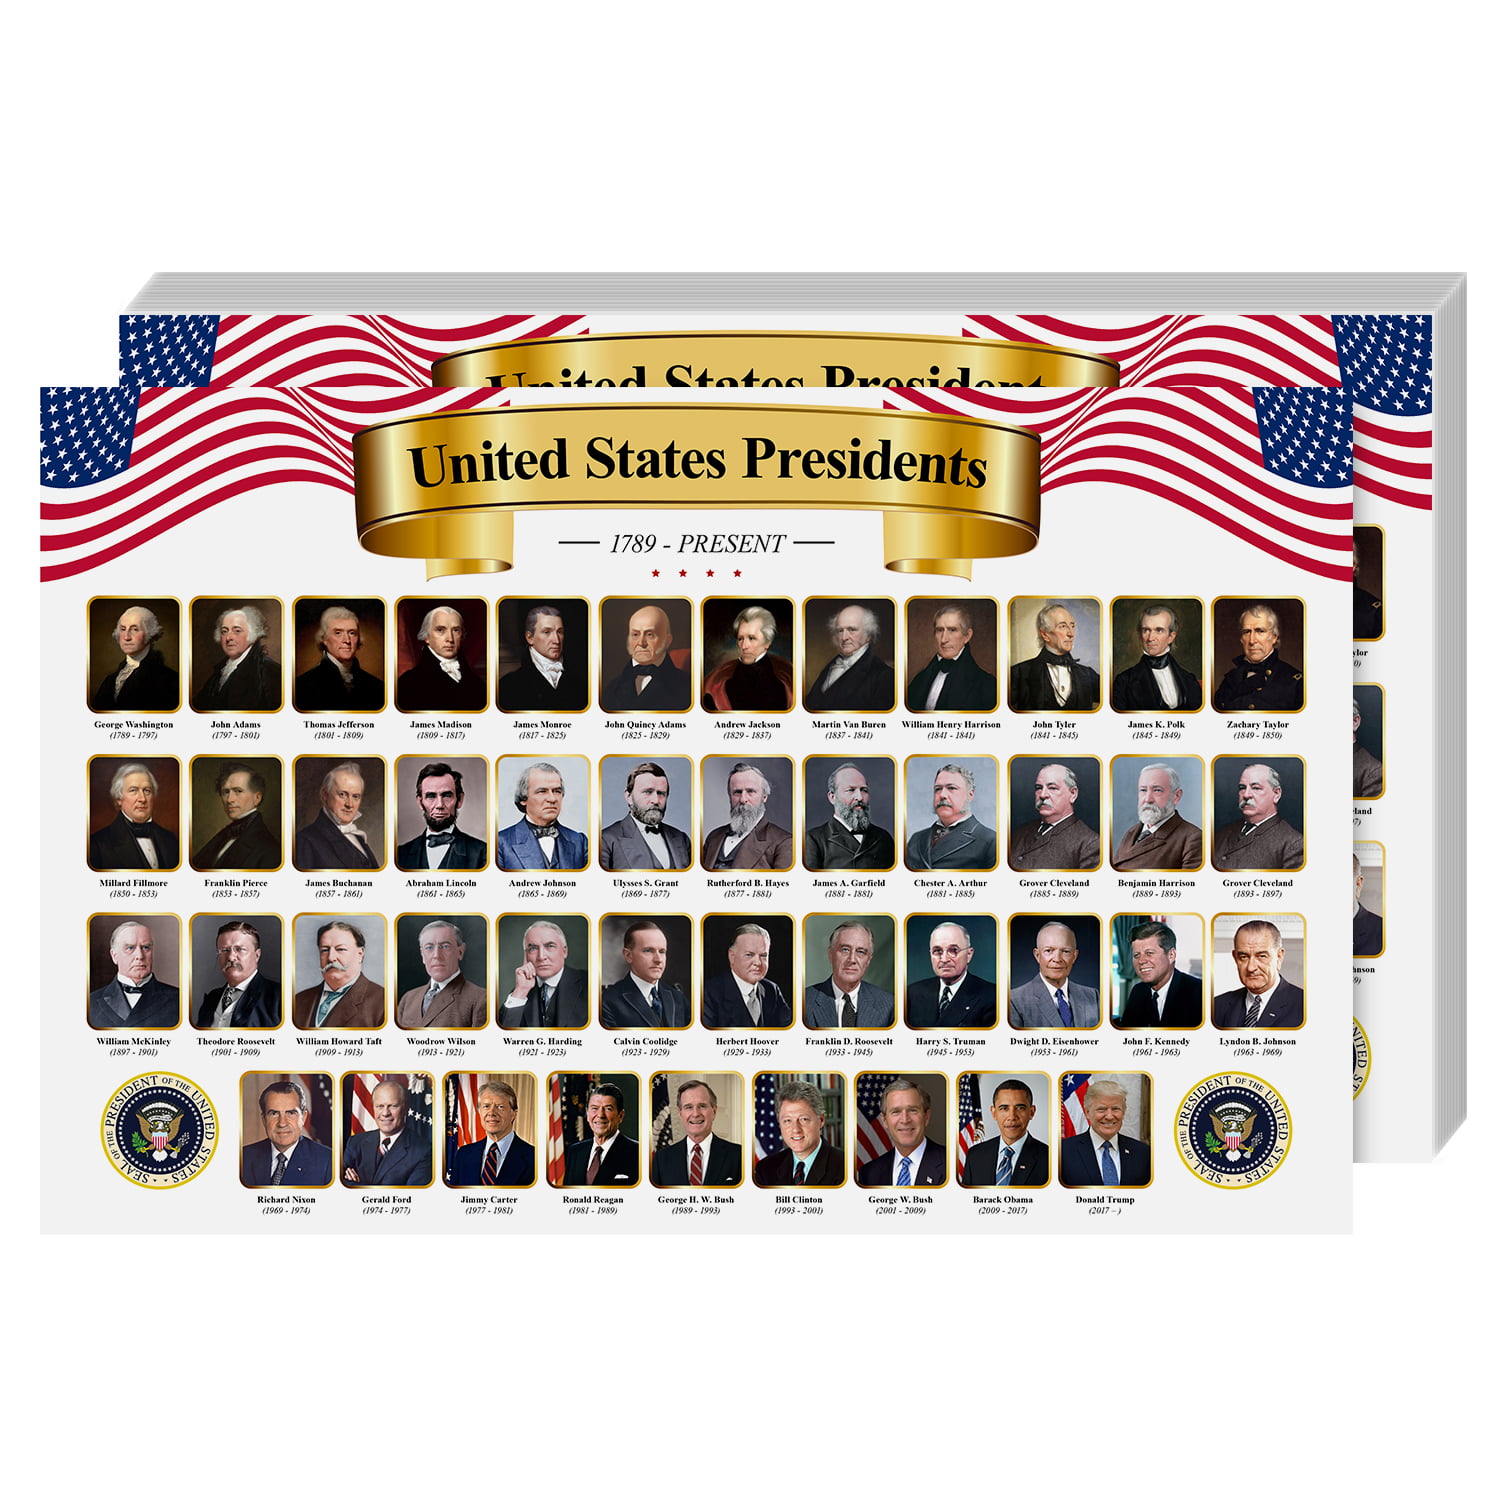 United States President
United States Presidents
1789 - PRESENT
George Washington
(1789 - 1797)
John Adams
(1797 - 1801)
Thomas Jefferson
(1801 - 1809)
James Madison
(1809 - 1817)
James Monroe
(1817 - 1825)
John Quincy Adams
(1825 - 1829)
Andrew Jackson
(1829 - 1837)
Martin Van Buren
(1837 - 1841)
William Henry Harrison
(1841 - 1841)
John Tyler
(1841 - 1845)
James K. Polk
(1845 - 1849)
Zachary Taylor
(1849 - 1850)
ylor
0)
Millard Fillmore
(1850 - 1853)
Franklin Pierce
(1853 - 1857)
James Buchanan
(1857 - 1861)
Abraham Lincoln
(1861 - 1865)
Andrew Johnson
(1865 - 1869)
Ulysses S. Grant
(1869 - 1877)
Rutherford B. Hayes
(1877 - 1881)
James A. Garfield
(1881 - 1881)
Chester A. Arthur
(1881 - 1885)
Grover Cleveland
(1885 - 1889)
Benjamin Harrison
(1889 - 1893)
Grover Cleveland
(1893 - 1897)
eland
7)
William McKinley
(1897 - 1901)
Theodore Roosevelt
(1901 - 1909)
William Howard Taft
(1909 - 1913)
Woodrow Wilson
(1913 - 1921)
Warren G. Harding
(1921 - 1923)
Calvin Coolidge
(1923 - 1929)
Herbert Hoover
(1929 - 1933)
Franklin D. Roosevelt
(1933 - 1945)
Harry S. Truman
(1945 - 1953)
Dwight D. Eisenhower
(1953 - 1961)
John F. Kennedy
(1961 - 1963)
Lyndon B. Johnson
(1963 - 1969)
hnson
9)
SEAL OF THE PRESIDENT OF THE UNITED STATES
Richard Nixon
(1969 - 1974)
Gerald Ford
(1974 - 1977)
Jimmy Carter
(1977 - 1981)
Ronald Reagan
(1981 - 1989)
George H. W. Bush
(1989 - 1993)
Bill Clinton
(1993 - 2001)
George W. Bush
(2001 - 2009)
Barack Obama
(2009 - 2017)
Donald Trump
(2017 – )
SEAL OF THE PRESIDENT OF THE UNITED STATES
NITED S